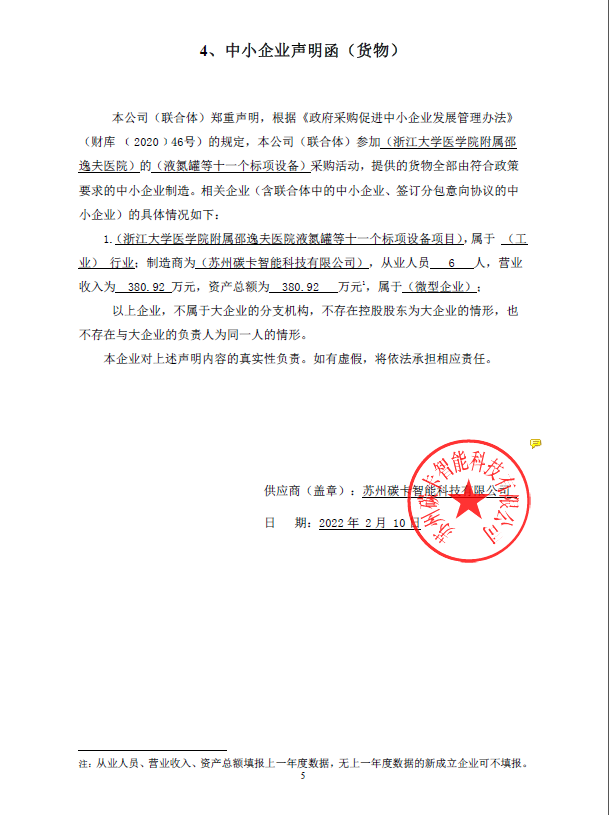 4、中小企业声明函（货物）
本公司（联合体）郑重声明，根据《政府采购促进中小企业发展管理办法》
（财库﹝2020﹞46号）的规定，本公司（联合体）参加（浙江大学医学院附属邵
逸夫医院）的（液氮罐等十一个标项设备）采购活动，提供的货物全部由符合政策
要求的中小企业制造。相关企业（含联合体中的中小企业、签订分包意向协议的中
小企业）的具体情况如下：
1.（浙江大学医学院附属邵逸夫医院液氮罐等十一个标项设备项目），属于 （工
业） 行业；制造商为（苏州碳卡智能科技有限公司），从业人员 6 人，营业
收入为 380.92 万元，资产总额为 380.92 万元¹，属于（微型企业）；
以上企业，不属于大企业的分支机构，不存在控股股东为大企业的情形，也
不存在与大企业的负责人为同一人的情形。
本企业对上述声明内容的真实性负责。如有虚假，将依法承担相应责任。
供应商（盖章）：苏州碳卡智能科技有限公司
日 期：2022 年 2 月 10 日
苏州碳卡智能科技有限公司
注：从业人员、营业收入、资产总额填报上一年度数据，无上一年度数据的新成立企业可不填报。
5